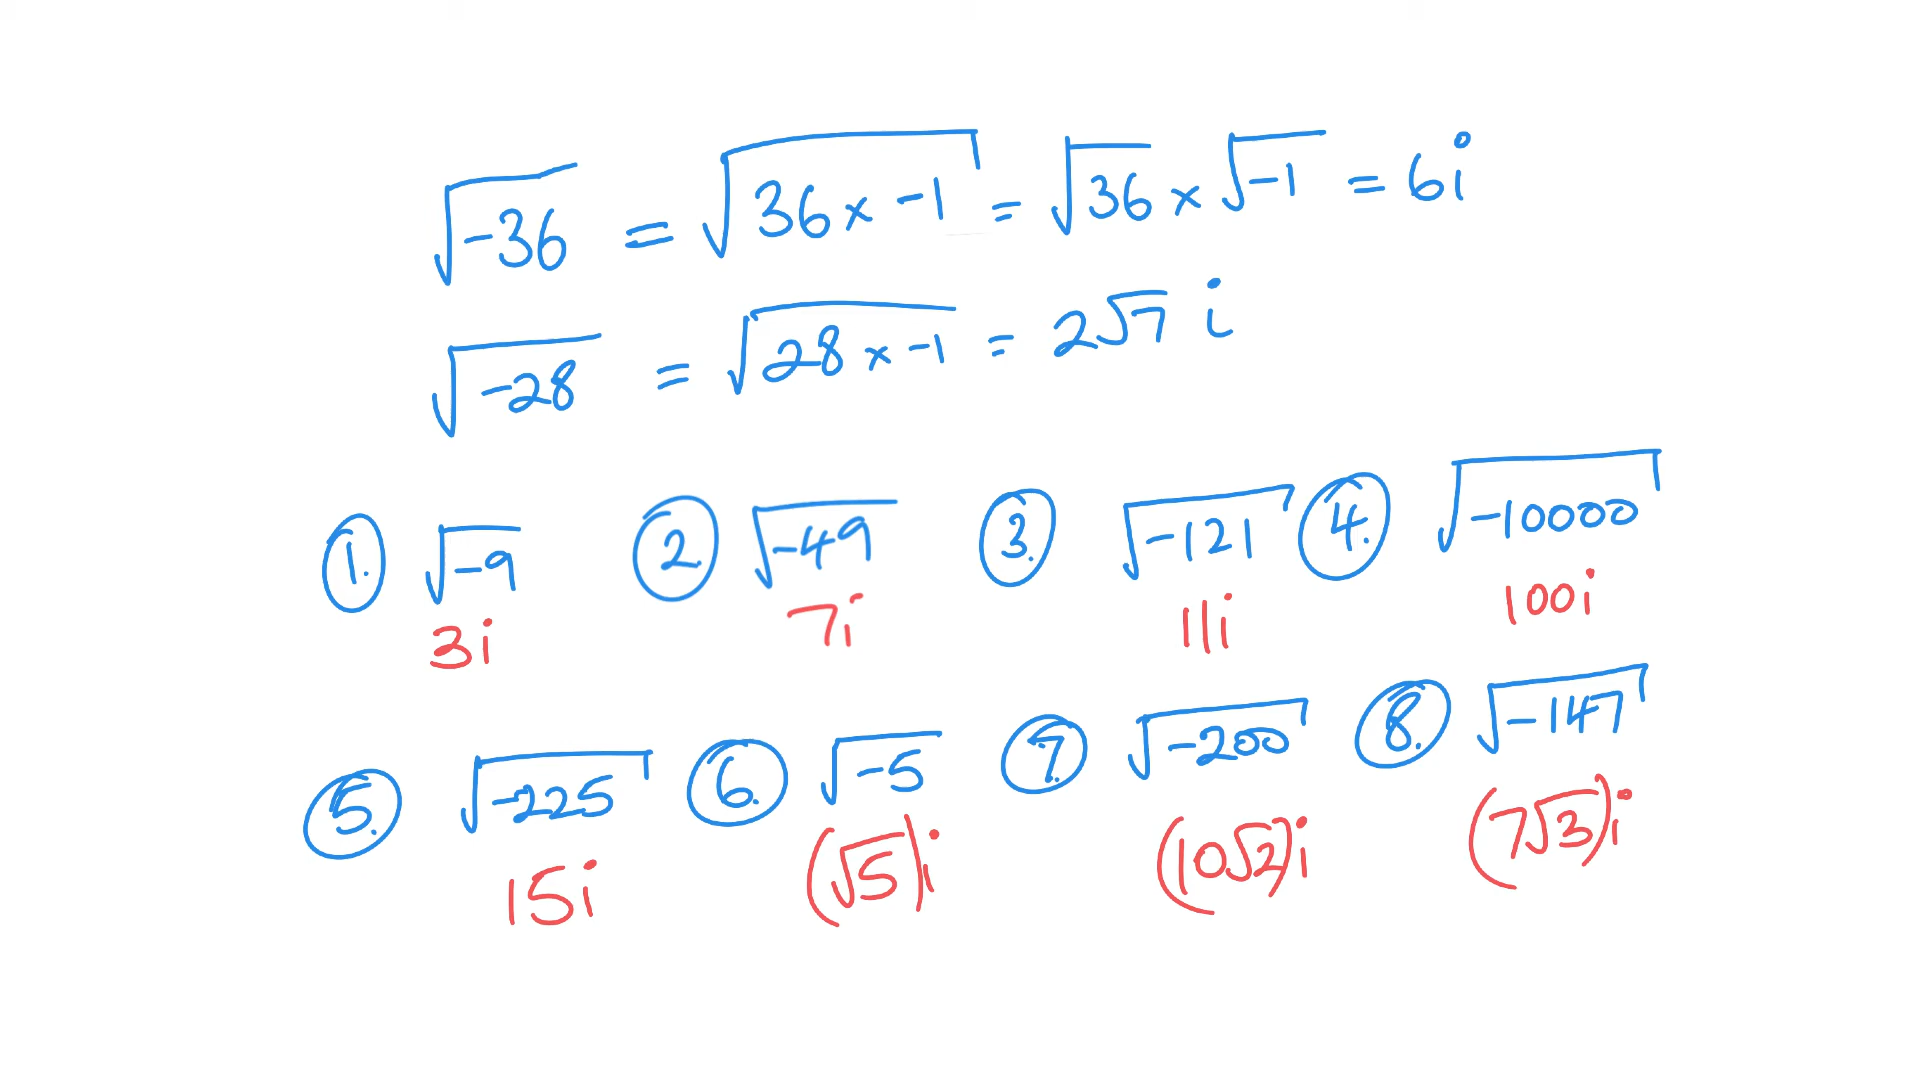 √-36 = √36 x -1 = √36 x √-1 = 6i
√-28 = √28 x -1 = 2√7 i
1. √-9 2. √-49 3. √-121 4. √-10000
3i 7i 11i 100i
5. √-225 6. √-5 7. √-200 8. √-147
15i (√5)i (10√2)i (7√3)i